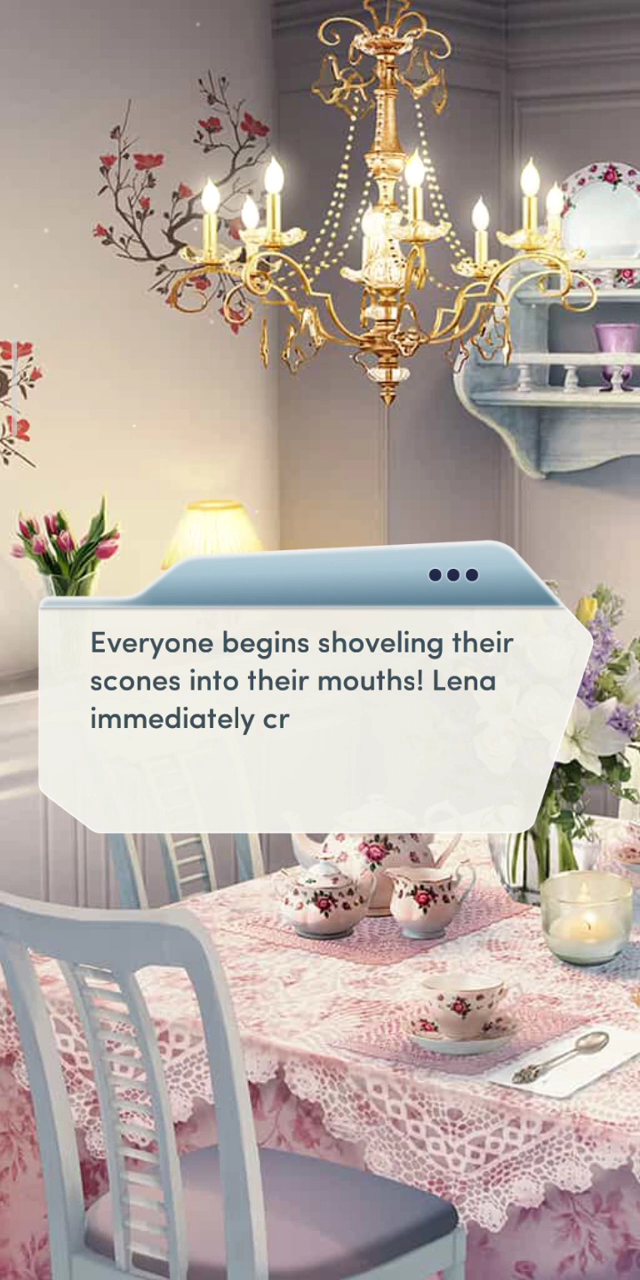 Everyone begins shoveling their
scones into their mouths! Lena
immediately cr